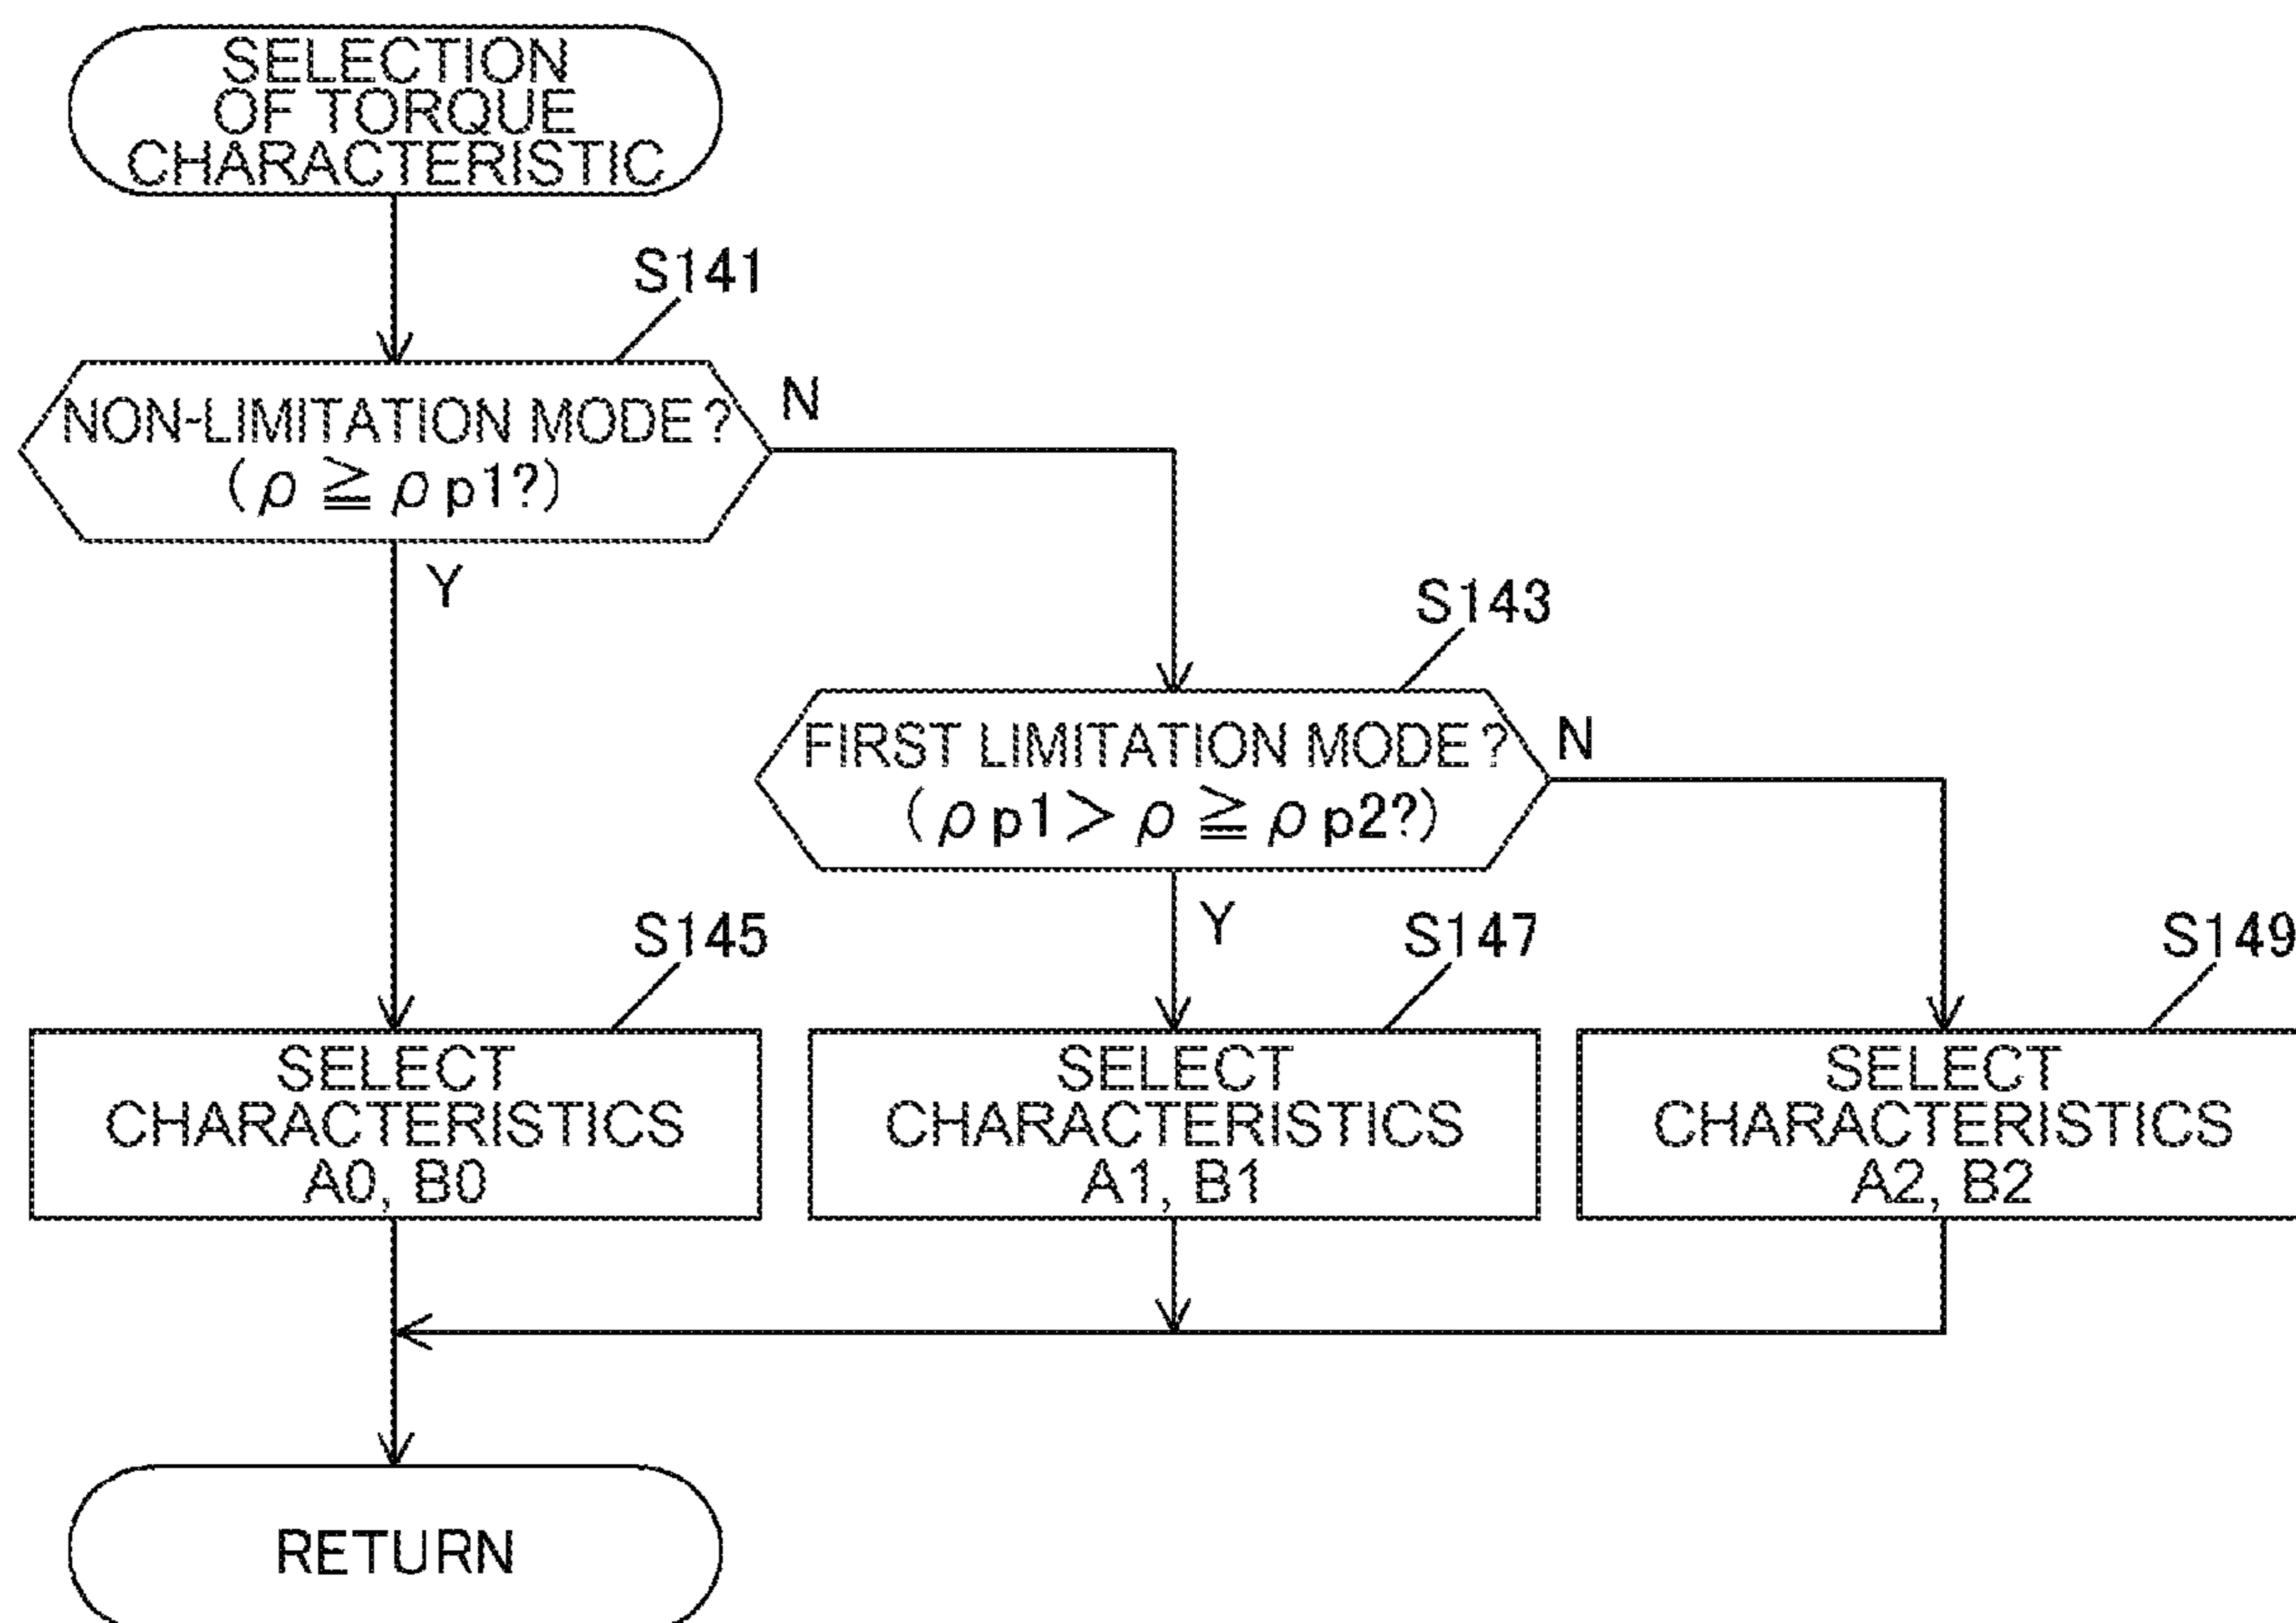 SELECTION
OF TORQUE
CHARACTERISTIC
S141
NON-LIMITATION MODE?
(ρ ≧ ρp1?)
N
Y
S143
FIRST LIMITATION MODE?
(ρp1> ρ ≧ ρp2?)
N
Y
S145
SELECT
CHARACTERISTICS
A0, B0
S147
SELECT
CHARACTERISTICS
A1, B1
S149
SELECT
CHARACTERISTICS
A2, B2
RETURN